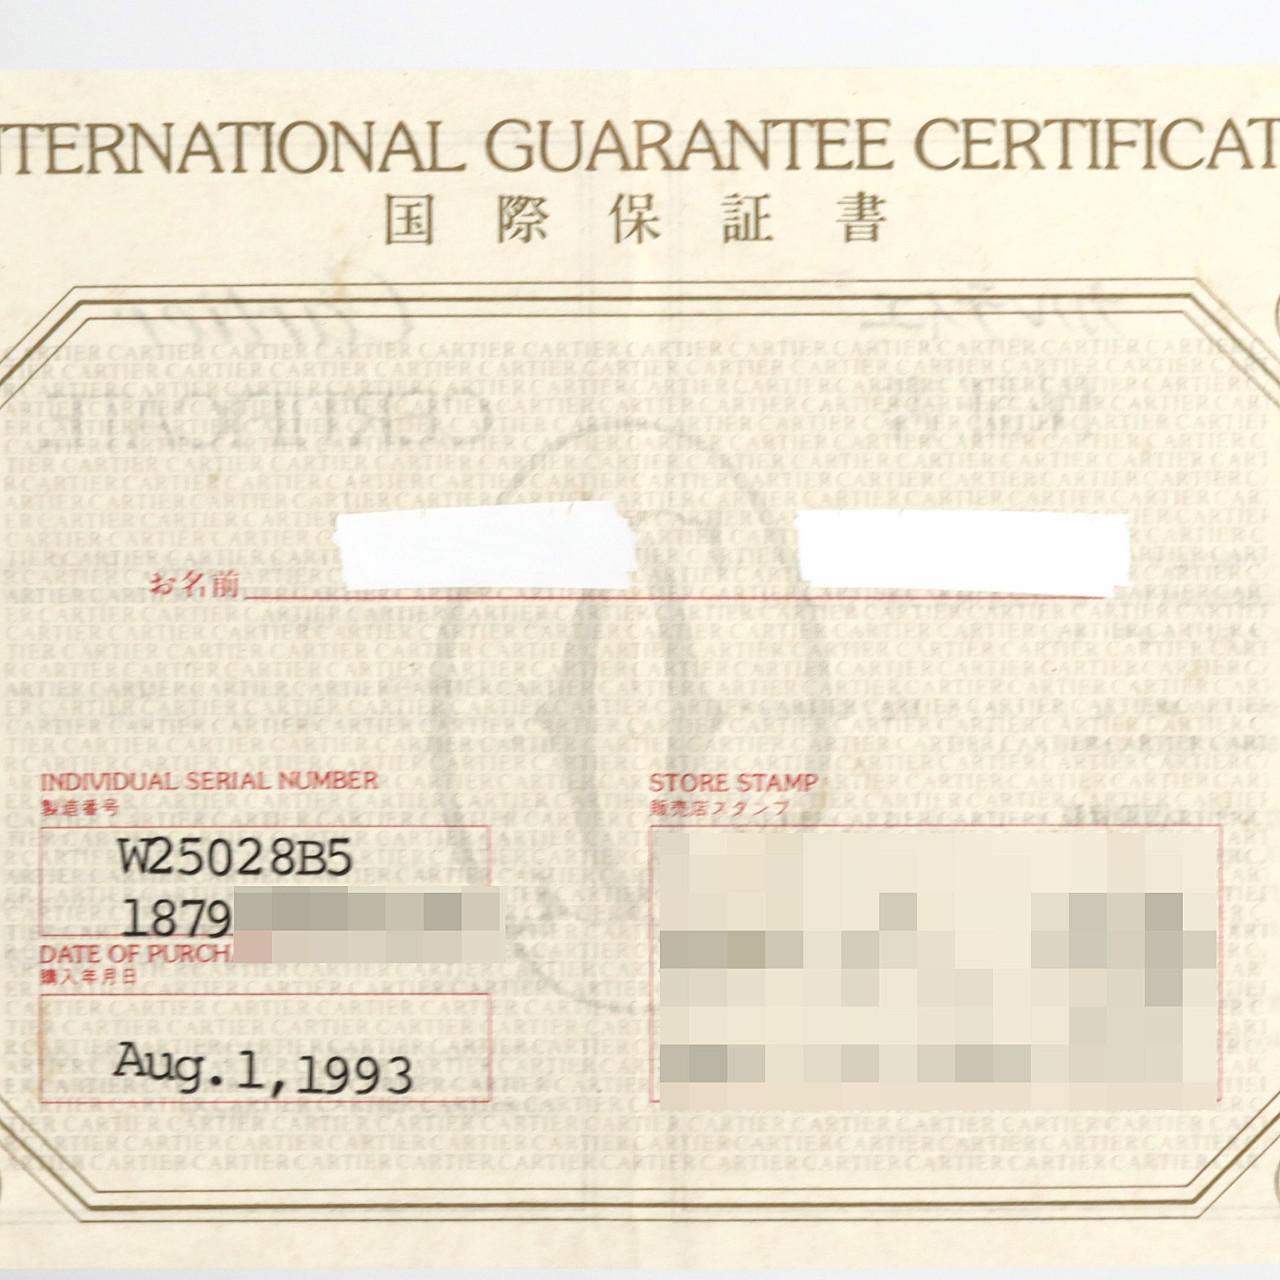 NTERNATIONAL GUARANTEE CERTIFICAT
国際保証書
お名前
INDIVIDUAL SERIAL NUMBER
製造番号
W25028B5
1879
DATE OF PURCH
購入年月日
Aug.1,1993
STORE STAMP
販売店スタンプ